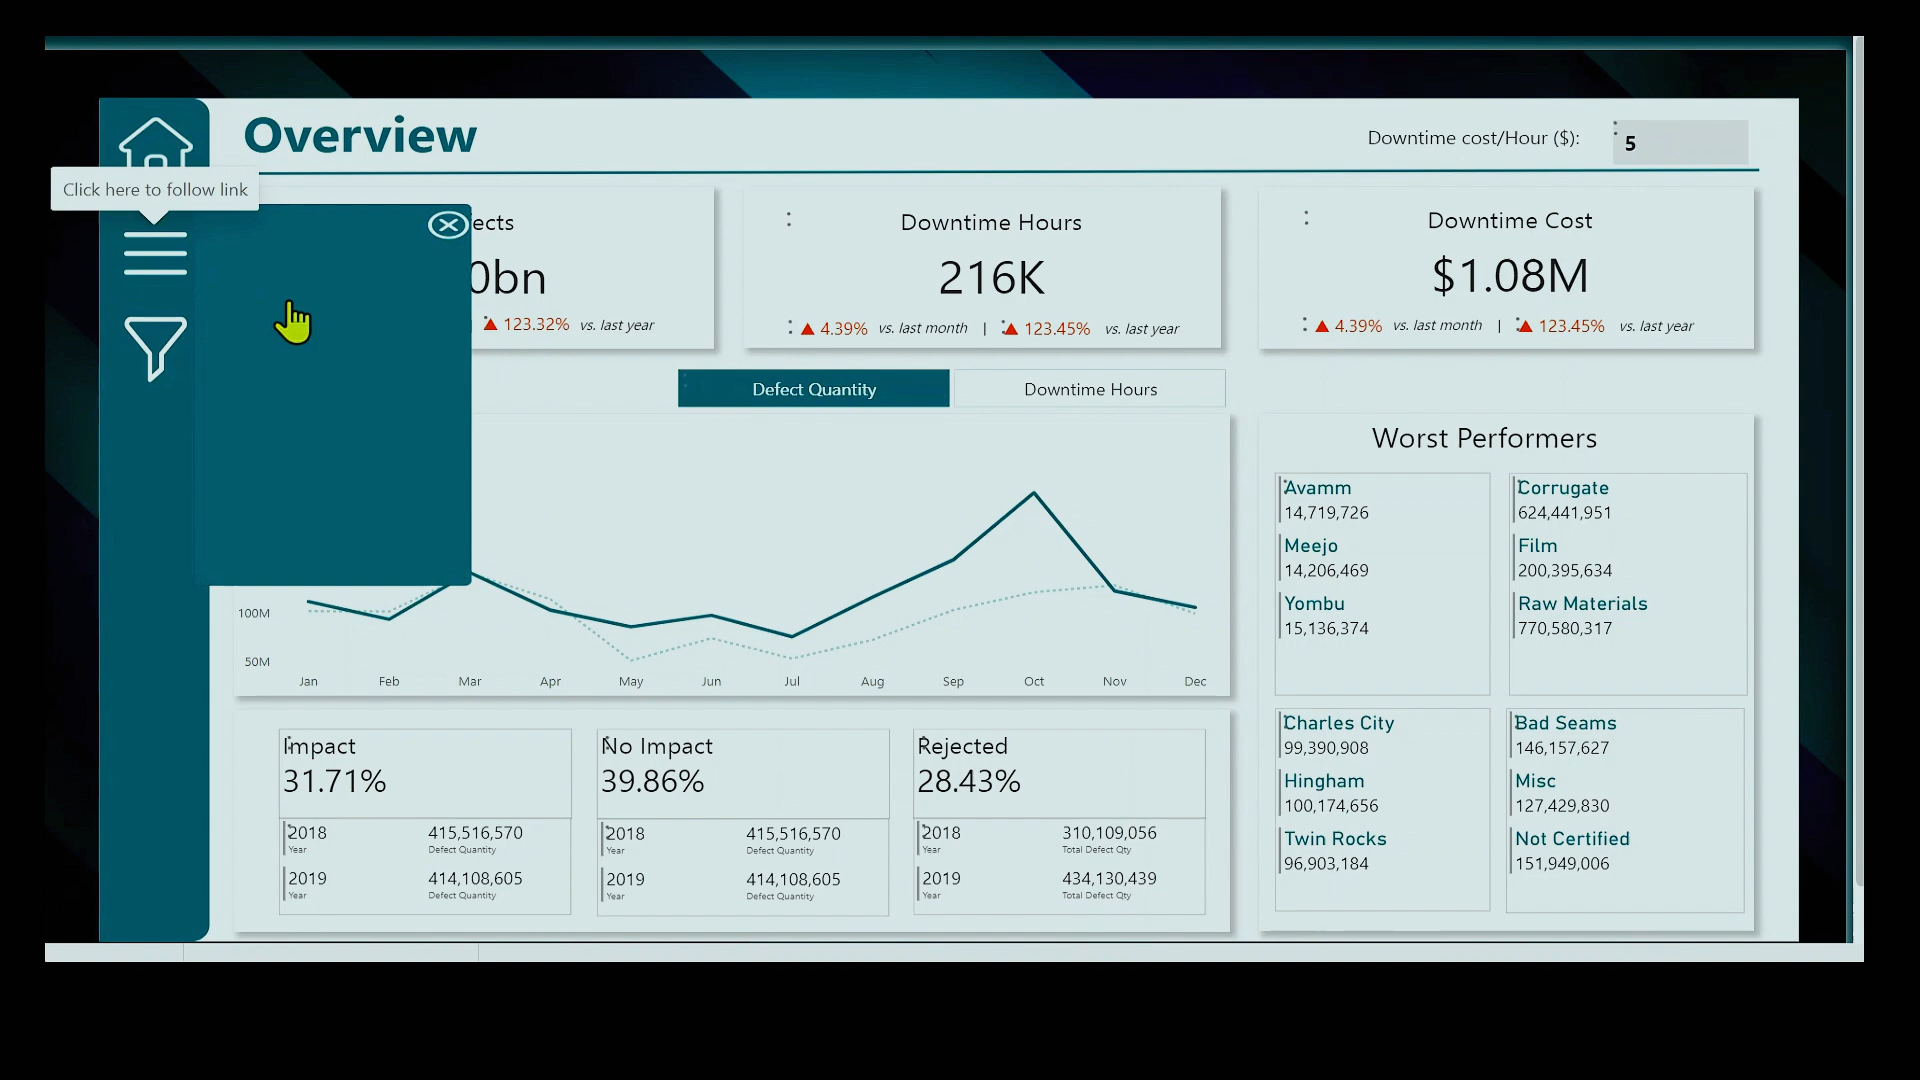 Overview
Downtime cost/Hour ($): 5
Click here to follow link
ects
0bn
123.32% vs. last year
Downtime Hours
216K
4.39% vs. last month | 123.45% vs. last year
Downtime Cost
$1.08M
4.39% vs. last month | 123.45% vs. last year
Defect Quantity
Downtime Hours
100M
50M
Jan Feb Mar Apr May Jun Jul Aug Sep Oct Nov Dec
Worst Performers
Avamm
14,719,726
Meejo
14,206,469
Yombu
15,136,374
Corrugate
624,441,951
Film
200,395,634
Raw Materials
770,580,317
Charles City
99,390,908
Hingham
100,174,656
Twin Rocks
96,903,184
Bad Seams
146,157,627
Misc
127,429,830
Not Certified
151,949,006
Impact
31.71%
2018 415,516,570
Year Defect Quantity
2019 414,108,605
Year Defect Quantity
No Impact
39.86%
2018 415,516,570
Year Defect Quantity
2019 414,108,605
Year Defect Quantity
Rejected
28.43%
2018 310,109,056
Year Total Defect Qty
2019 434,130,439
Year Total Defect Qty